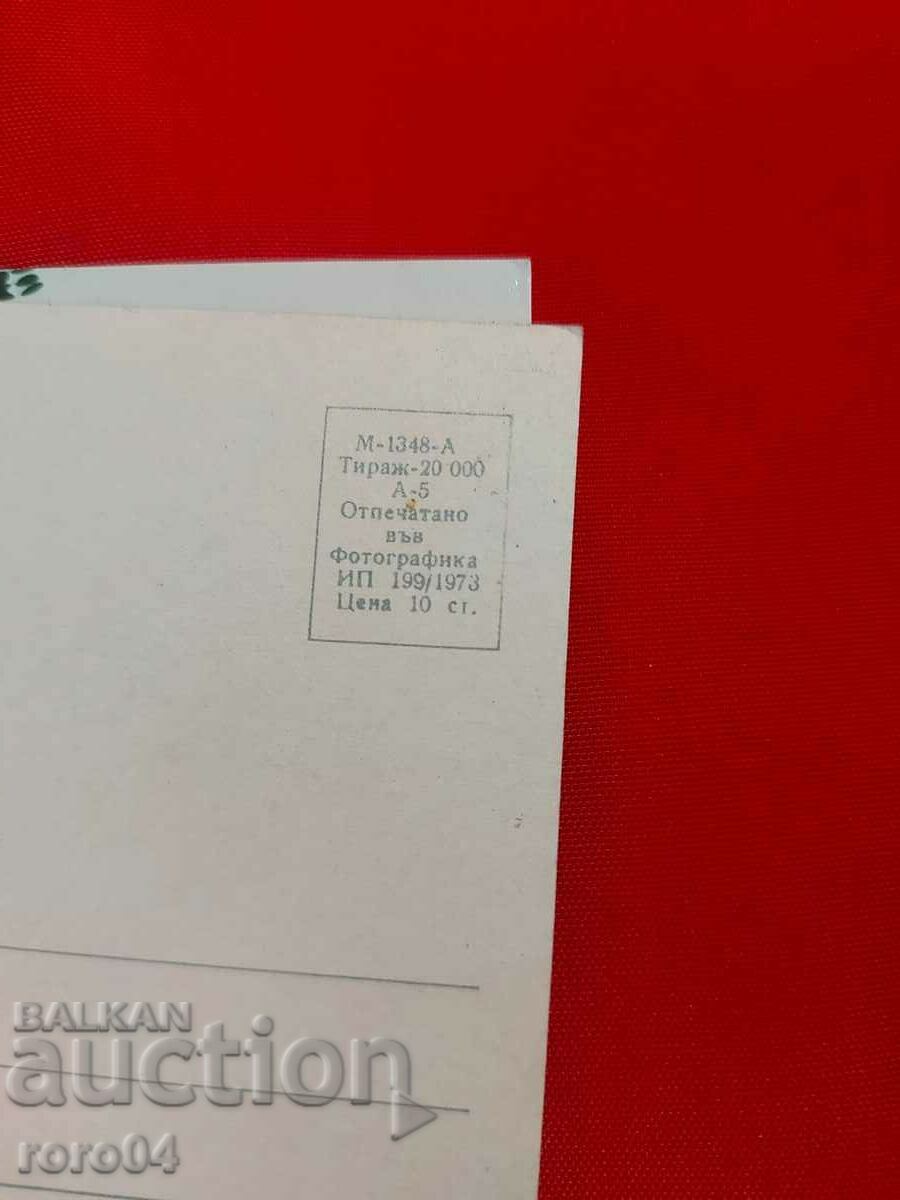 М-1348-А
Тираж-20 000
А-5
Отпечатано
във
Фотографика
ИП 199/1973
Цена 10 ст.
BALKAN
auction
roro04